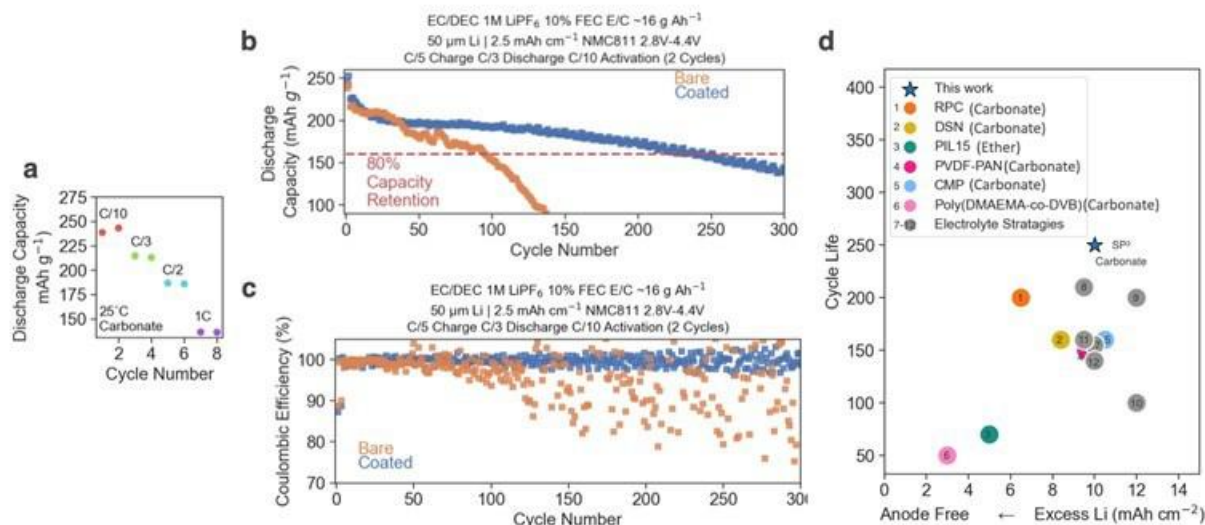 a
Discharge Capacity
mAh g⁻¹
275
250
225
200
175
150
C/10
C/3
C/2
1C
25°C
Carbonate
2 4 6 8
Cycle Number
b
EC/DEC 1M LiPF₆ 10% FEC E/C ~16 g Ah⁻¹
50 µm Li | 2.5 mAh cm⁻² NMC811 2.8V-4.4V
C/5 Charge C/3 Discharge C/10 Activation (2 Cycles)
Discharge
Capacity (mAh g⁻¹)
250
200
150
100
Bare
Coated
80%
Capacity
Retention
0 50 100 150 200 250 300
Cycle Number
c
EC/DEC 1M LiPF₆ 10% FEC E/C ~16 g Ah⁻¹
50 µm Li | 2.5 mAh cm⁻² NMC811 2.8V-4.4V
C/5 Charge C/3 Discharge C/10 Activation (2 Cycles)
Coulombic Efficiency (%)
100
90
80
70
Bare
Coated
0 50 100 150 200 250 300
Cycle Number
d
Cycle Life
400
350
300
250
200
150
100
50
This work
1 RPC (Carbonate)
2 DSN (Carbonate)
3 PIL15 (Ether)
4 PVDF-PAN(Carbonate)
5 CMP (Carbonate)
6 Poly(DMAEMA-co-DVB)(Carbonate)
7-12 Electrolyte Stratagies
Carbonate
8
1
9
2
11
5
12
10
6
0 2 4 6 8 10 12 14
Anode Free ← Excess Li (mAh cm⁻²)